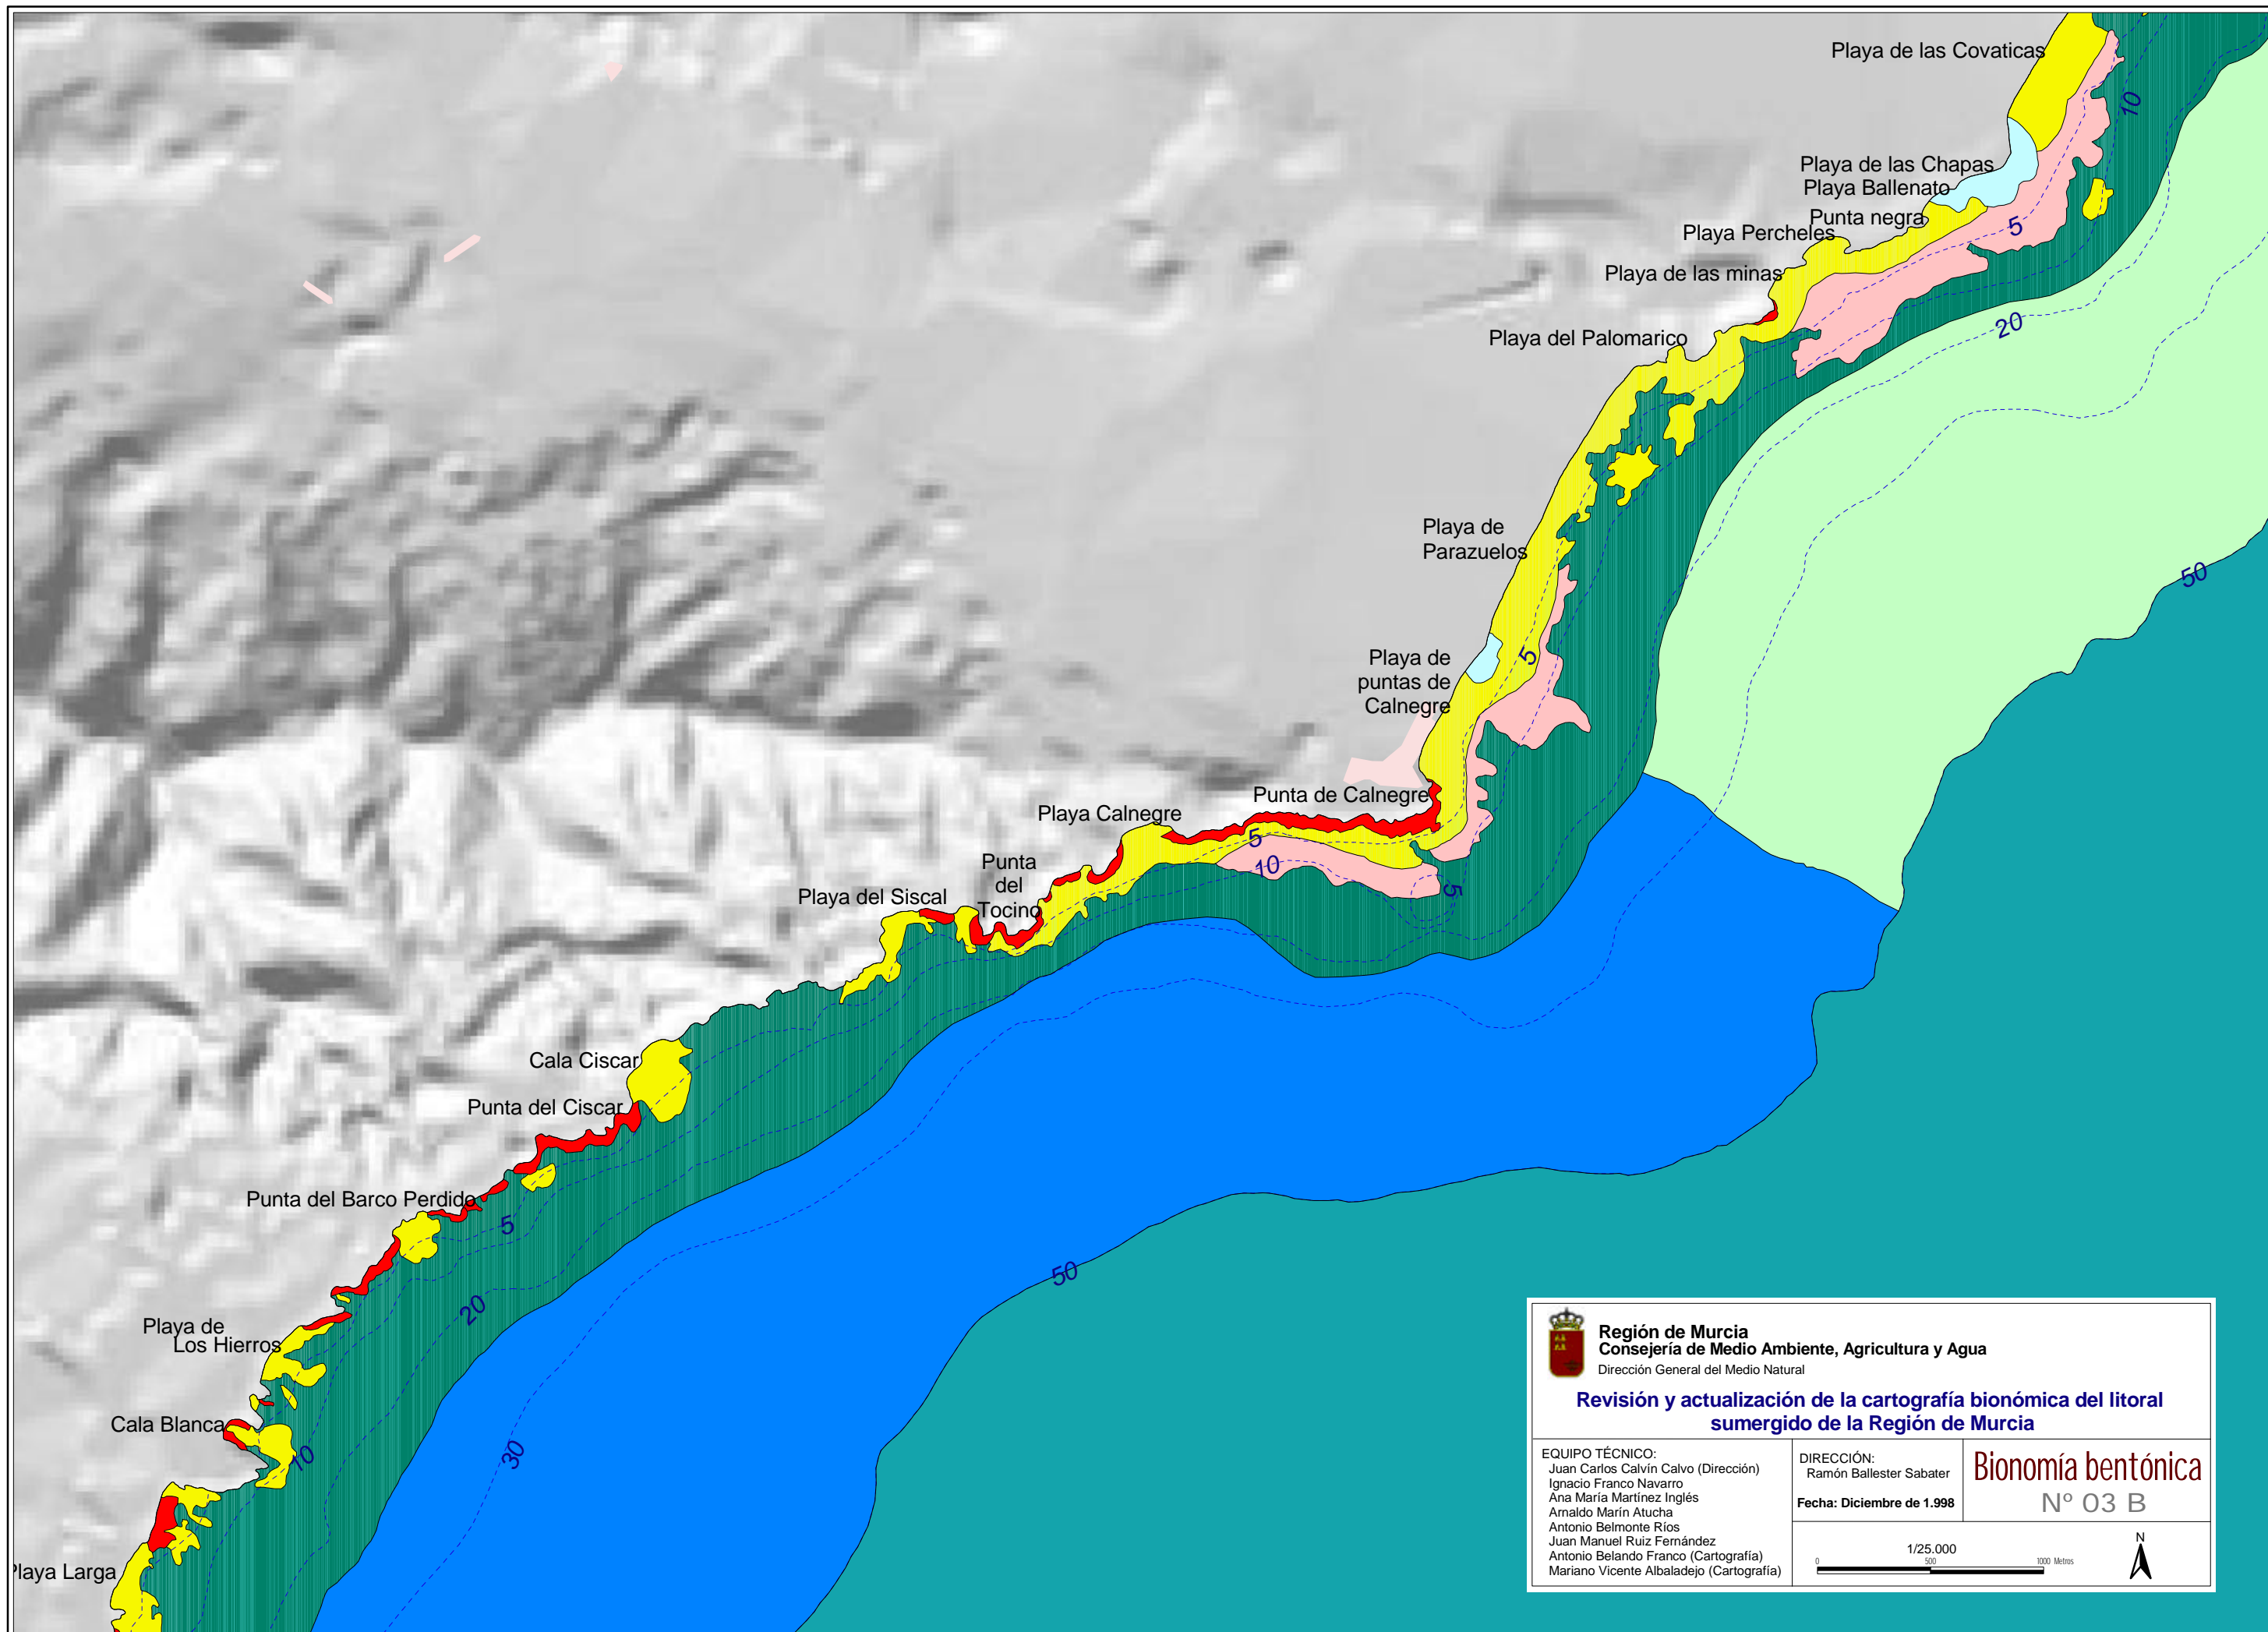 Playa de las Covaticas
10
Playa de las Chapas
Playa Ballenato
Punta negra
5
Playa Percheles
Playa de las minas
20
Playa del Palomarico
Playa de
Parazuelos
50
Playa de
puntas de
Calnegre
5
Punta de Calnegre
Playa Calnegre
5
10
5
Punta
del
Tocino
Playa del Siscal
Cala Ciscar
Punta del Ciscar
Punta del Barco Perdido
5
50
20
Playa de
Los Hierros
Cala Blanca
10
30
Playa Larga
Región de Murcia
Consejería de Medio Ambiente, Agricultura y Agua
Dirección General del Medio Natural
Revisión y actualización de la cartografía bionómica del litoral
sumergido de la Región de Murcia
EQUIPO TÉCNICO:
Juan Carlos Calvín Calvo (Dirección)
Ignacio Franco Navarro
Ana María Martínez Inglés
Arnaldo Marín Atucha
Antonio Belmonte Ríos
Juan Manuel Ruiz Fernández
Antonio Belando Franco (Cartografía)
Mariano Vicente Albaladejo (Cartografía)
DIRECCIÓN:
Ramón Ballester Sabater
Fecha: Diciembre de 1.998
Bionomía bentónica
Nº 03 B
1/25.000
0 500 1000 Metros
N